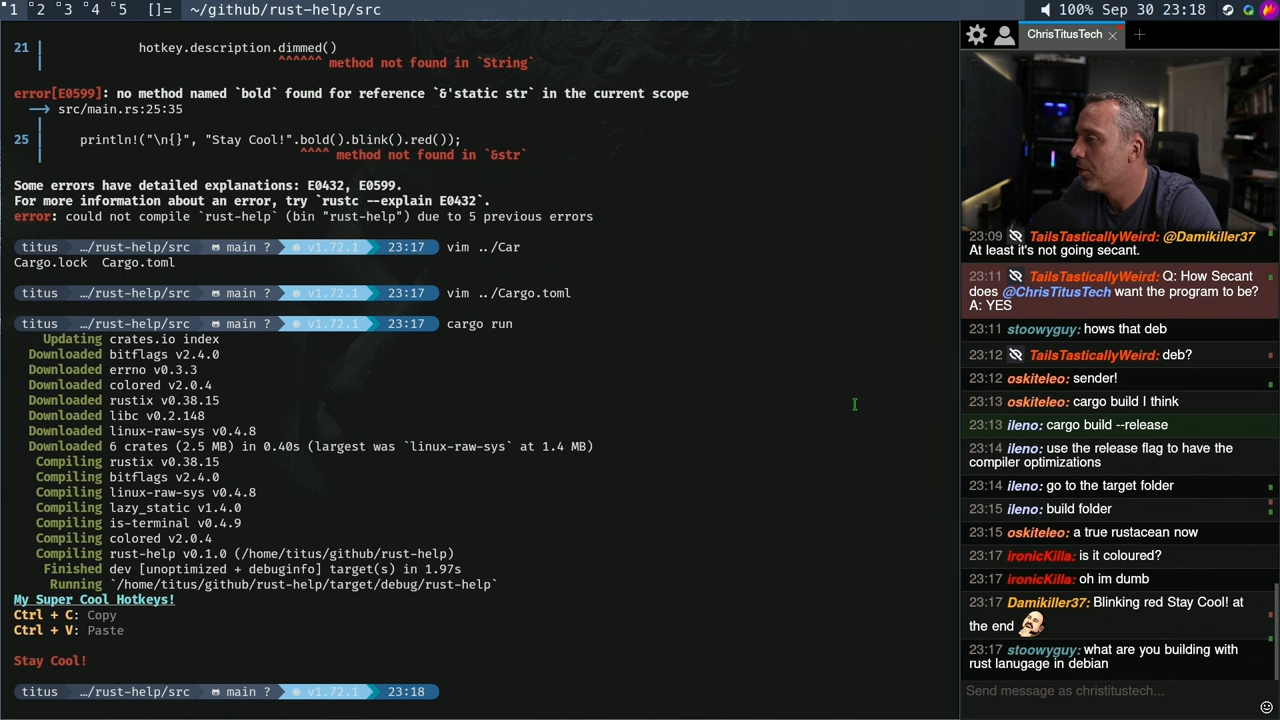 1 2 3 4 5 []= ~/github/rust-help/src 100% Sep 30 23:18
21 | hotkey.description.dimmed()
^^^^^^ method not found in `String`
error[E0599]: no method named `bold` found for reference `&'static str` in the current scope
--> src/main.rs:25:35
25 | println!("\n{}", "Stay Cool!".bold().blink().red());
^^^^ method not found in `&str`
Some errors have detailed explanations: E0432, E0599.
For more information about an error, try `rustc --explain E0432`.
error: could not compile `rust-help` (bin "rust-help") due to 5 previous errors
titus …/rust-help/src main ? v1.72.1 23:17 vim ../Car
Cargo.lock Cargo.toml
titus …/rust-help/src main ? v1.72.1 23:17 vim ../Cargo.toml
titus …/rust-help/src main ? v1.72.1 23:17 cargo run
Updating crates.io index
Downloaded bitflags v2.4.0
Downloaded errno v0.3.3
Downloaded colored v2.0.4
Downloaded rustix v0.38.15
Downloaded libc v0.2.148
Downloaded linux-raw-sys v0.4.8
Downloaded 6 crates (2.5 MB) in 0.40s (largest was `linux-raw-sys` at 1.4 MB)
Compiling rustix v0.38.15
Compiling bitflags v2.4.0
Compiling linux-raw-sys v0.4.8
Compiling lazy_static v1.4.0
Compiling is-terminal v0.4.9
Compiling colored v2.0.4
Compiling rust-help v0.1.0 (/home/titus/github/rust-help)
Finished dev [unoptimized + debuginfo] target(s) in 1.97s
Running `/home/titus/github/rust-help/target/debug/rust-help`
My Super Cool Hotkeys!
Ctrl + C: Copy
Ctrl + V: Paste
Stay Cool!
titus …/rust-help/src main ? v1.72.1 23:18
ChrisTitusTech
23:09 TailsTasticallyWeird: @Damikiller37
At least it's not going secant.
23:11 TailsTasticallyWeird: Q: How Secant
does @ChrisTitusTech want the program to be?
A: YES
23:11 stoowyguy: hows that deb
23:12 TailsTasticallyWeird: deb?
23:12 oskiteleo: sender!
23:13 oskiteleo: cargo build I think
23:13 ileno: cargo build --release
23:14 ileno: use the release flag to have the
compiler optimizations
23:14 ileno: go to the target folder
23:15 ileno: build folder
23:15 oskiteleo: a true rustacean now
23:17 ironicKilla: is it coloured?
23:17 ironicKilla: oh im dumb
23:17 Damikiller37: Blinking red Stay Cool! at
the end
23:17 stoowyguy: what are you building with
rust lanugage in debian
Send message as christitustech...